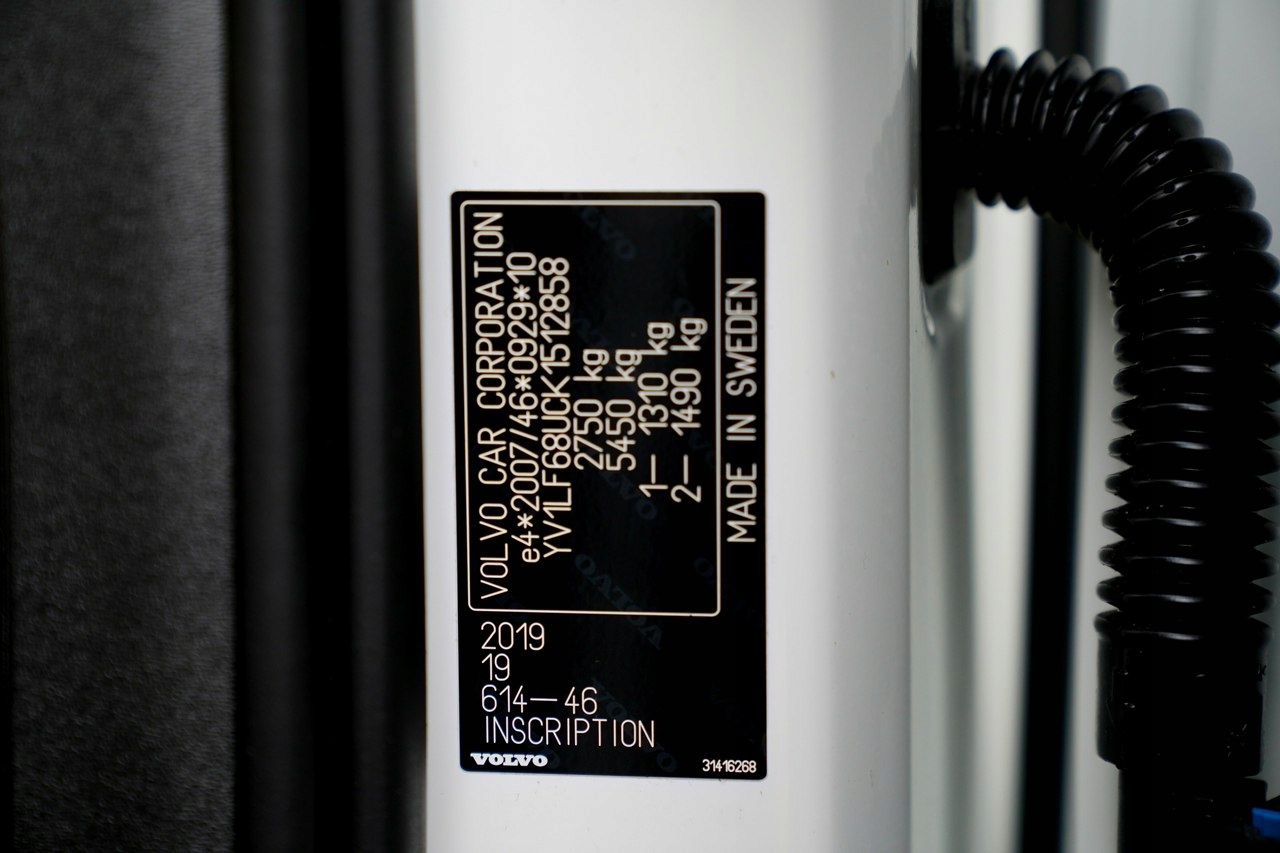 VOLVO CAR CORPORATION
e4*2007/46*0929*10
YV1LF68UCK1512858
2750 kg
5450 kg
1— 1310 kg
2— 1490 kg
MADE IN SWEDEN
2019
19
614—46
INSCRIPTION
VOLVO
31416268